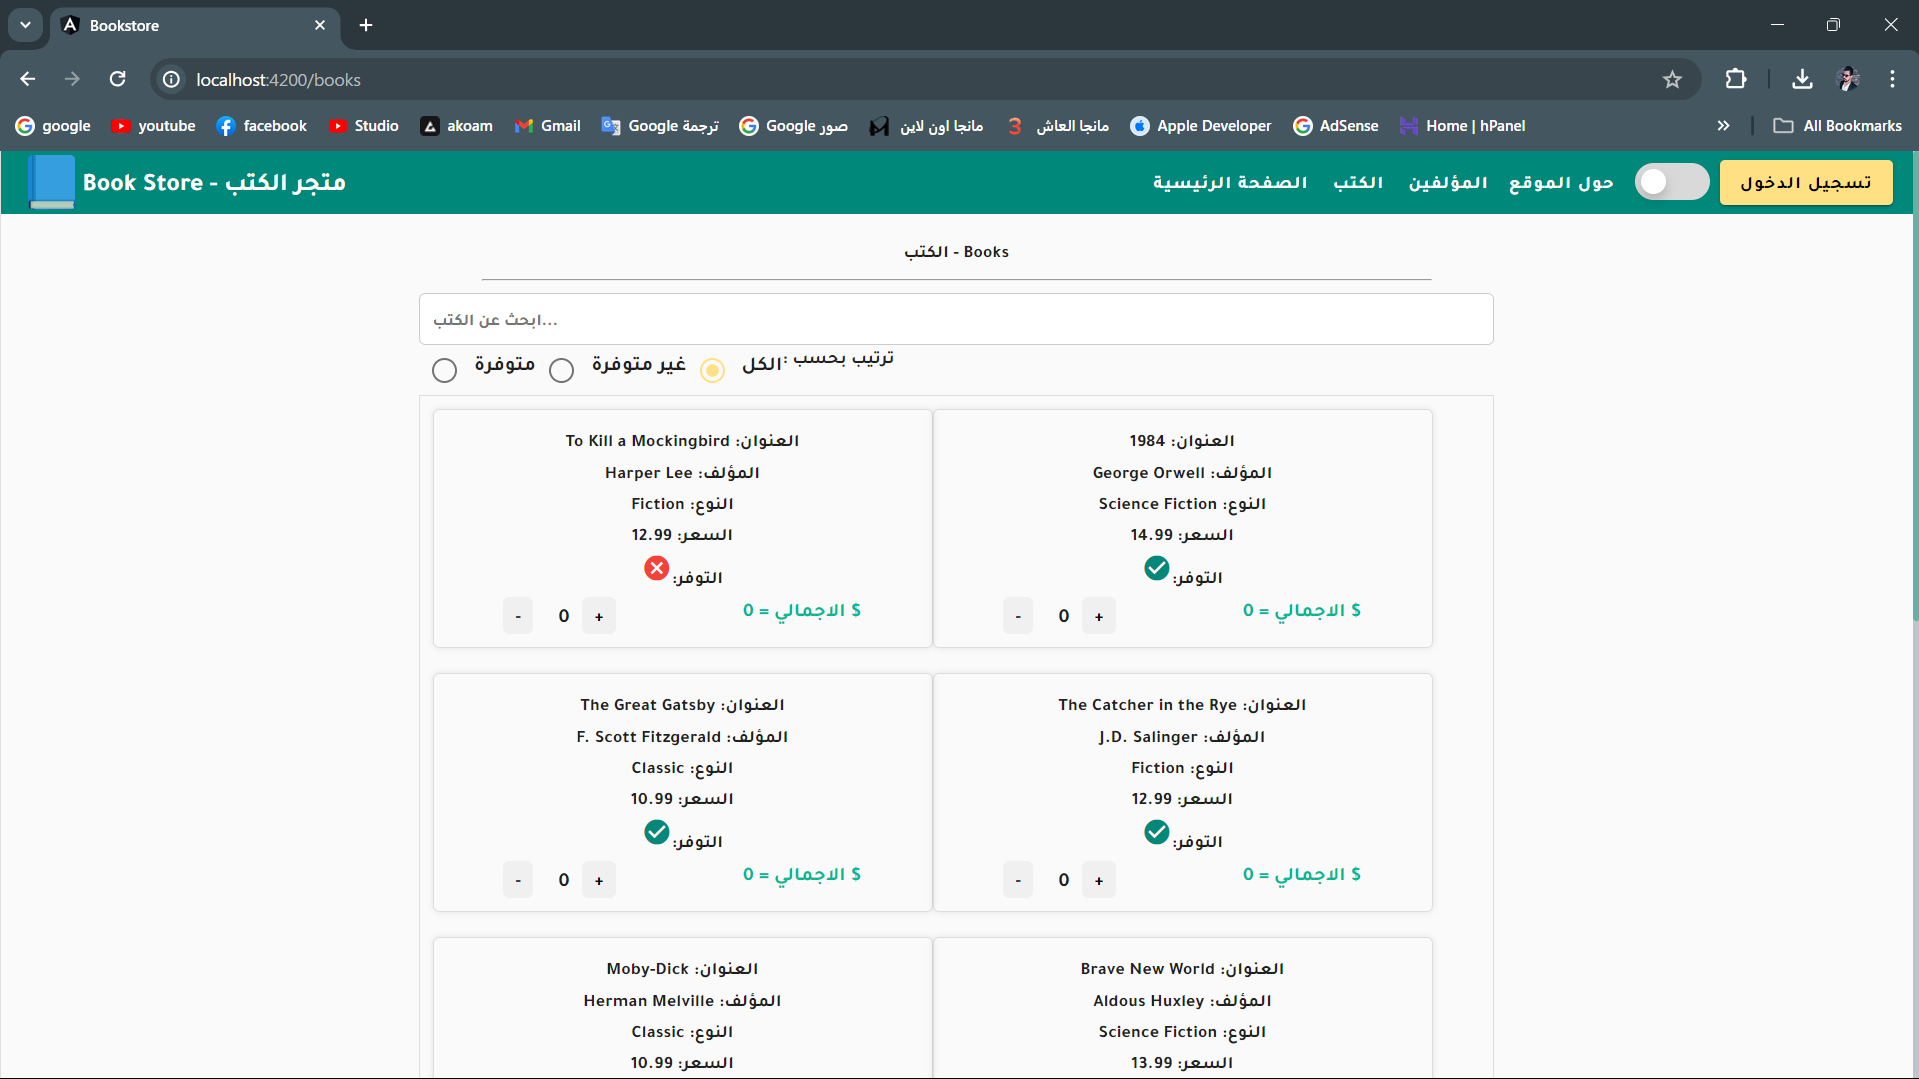 Bookstore
localhost:4200/books
google youtube facebook Studio akoam Gmail ترجمة Google صور Google مانجا اون لاين مانجا العاش Apple Developer AdSense Home | hPanel » All Bookmarks
Book Store - متجر الكتب
الصفحة الرئيسية الكتب المؤلفين حول الموقع تسجيل الدخول
الكتب - Books
ابحث عن الكتب...
ترتيب بحسب: الكل غير متوفرة متوفرة
العنوان: To Kill a Mockingbird
المؤلف: Harper Lee
النوع: Fiction
السعر: 12.99
التوفر:
- 0 + $ الاجمالي = 0
العنوان: 1984
المؤلف: George Orwell
النوع: Science Fiction
السعر: 14.99
التوفر:
- 0 + $ الاجمالي = 0
العنوان: The Great Gatsby
المؤلف: F. Scott Fitzgerald
النوع: Classic
السعر: 10.99
التوفر:
- 0 + $ الاجمالي = 0
العنوان: The Catcher in the Rye
المؤلف: J.D. Salinger
النوع: Fiction
السعر: 12.99
التوفر:
- 0 + $ الاجمالي = 0
العنوان: Moby-Dick
المؤلف: Herman Melville
النوع: Classic
السعر: 10.99
العنوان: Brave New World
المؤلف: Aldous Huxley
النوع: Science Fiction
السعر: 13.99